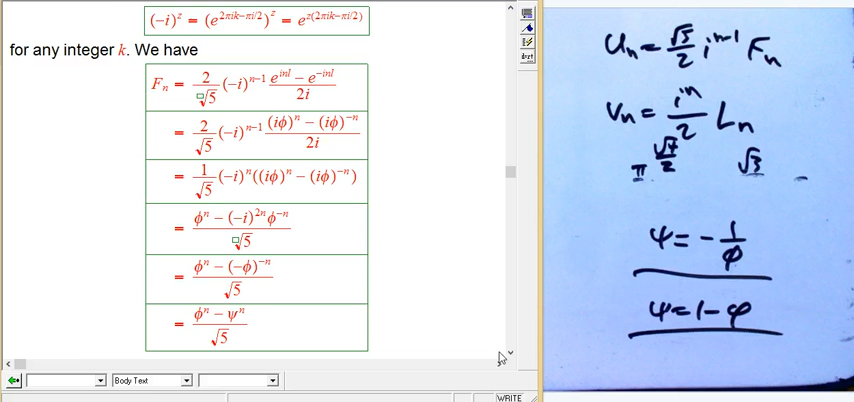 (−i)^z = (e^{2πik−πi/2})^z = e^{z(2πik−πi/2)}
for any integer k. We have
F_n = 2/√5 (−i)^{n−1} (e^{inl} − e^{−inl})/2i
= 2/√5 (−i)^{n−1} ((iϕ)^n − (iϕ)^{−n})/2i
= 1/√5 (−i)^n((iϕ)^n − (iϕ)^{−n})
= (ϕ^n − (−i)^{2n}ϕ^{−n})/√5
= (ϕ^n − (−ϕ)^{−n})/√5
= (ϕ^n − ψ^n)/√5
Body Text
WRITE
U_n = √5/2 i^{n−1} F_n
V_n = i^n/2 L_n
π √4/2 √3
ψ = − 1/ϕ
ψ = 1 − φ